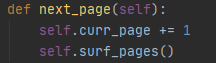 def next_page(self):
    self.curr_page += 1
    self.surf_pages()